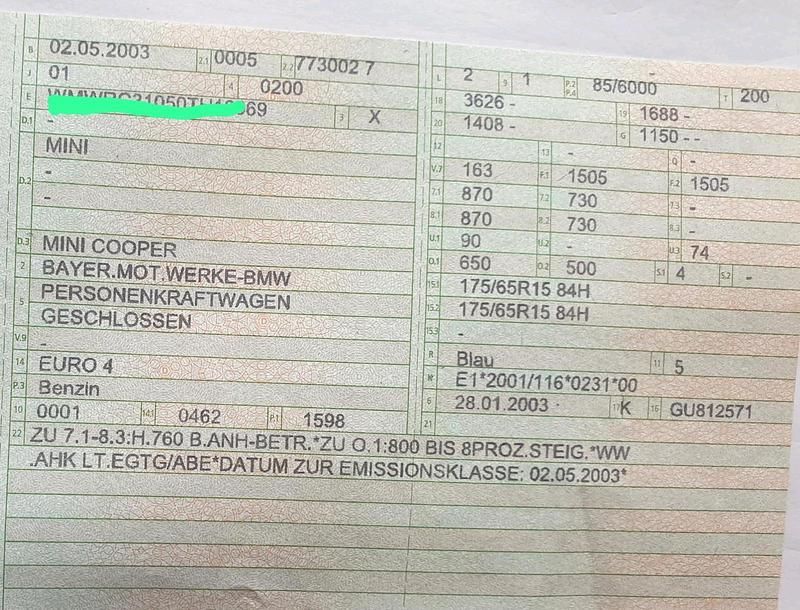 B 02.05.2003 2.1 0005 2.2 773002 7
J 01 4 0200
E 69 3 X
D.1 -
MINI
D.2 -
-
D.3 MINI COOPER
2 BAYER.MOT.WERKE-BMW
5 PERSONENKRAFTWAGEN
GESCHLOSSEN
V.9 -
14 EURO 4
P.3 Benzin
10 0001 14.1 0462 P.1 1598
L 2 9 1 P.2 P.4 85/6000 T 200
18 3626 - 19 1688 -
20 1408 - G 1150 - -
12 13 - Q -
V.7 163 F.1 1505 F.2 1505
7.1 870 7.2 730 7.3 -
8.1 870 8.2 730 8.3 -
U.1 90 U.2 - U.3 74
O.1 650 O.2 500 S.1 4 S.2 -
15.1 175/65R15 84H
15.2 175/65R15 84H
15.3 -
R Blau 11 5
K E1*2001/116*0231*00
6 28.01.2003 17 K 16 GU812571
21
22 ZU 7.1-8.3:H.760 B.ANH-BETR.*ZU O.1:800 BIS 8PROZ.STEIG.*WW
.AHK LT.EGTG/ABE*DATUM ZUR EMISSIONSKLASSE: 02.05.2003*